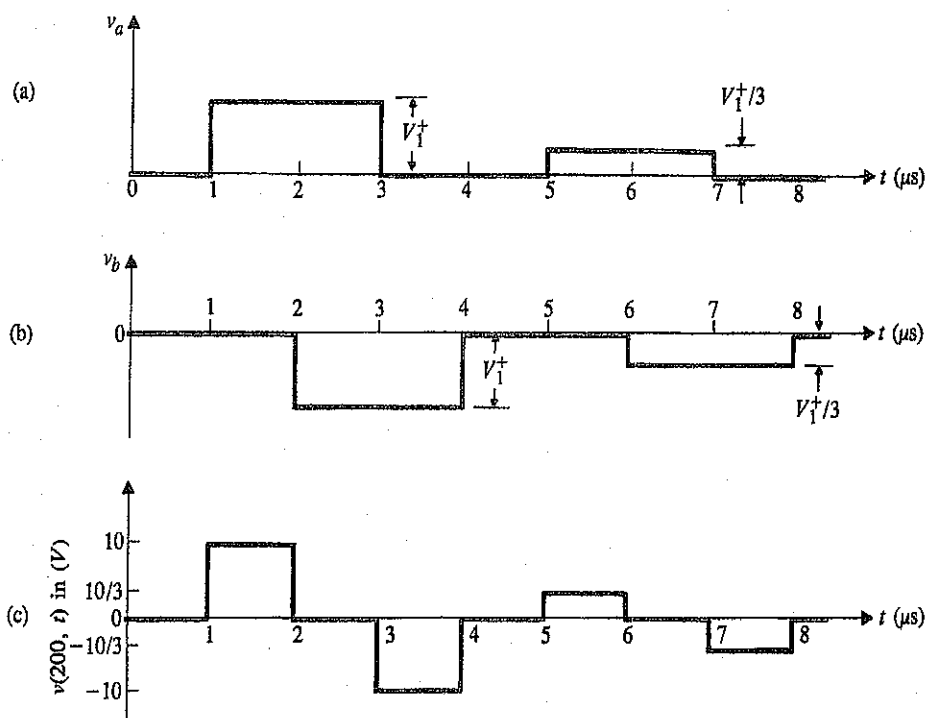 v_a
(a)
V_1^+
V_1^+/3
0 1 2 3 4 5 6 7 8 t (μs)
v_b
1 2 3 4 5 6 7 8
(b)
0 t (μs)
V_1^+
V_1^+/3
v(200, t) in (V)
10
10/3
(c)
0 t (μs)
1 2 3 4 5 6 7 8
−10/3
−10